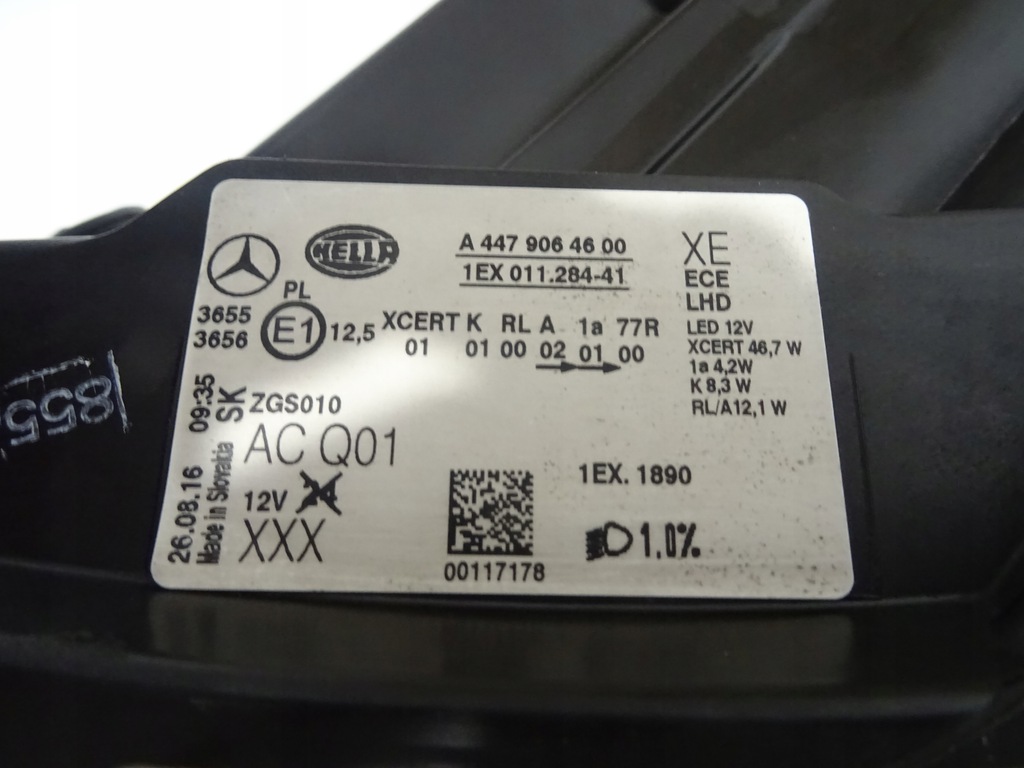 HELLA
A 447 906 46 00
1EX 011.284-41
XE
ECE
LHD
LED 12V
XCERT 46,7 W
1a 4,2W
K 8,3 W
RL/A12,1 W
3655
3656
PL
E1
12,5
XCERT K RL A 1a 77R
01 01 00 02 01 00
ZGS010
AC Q01
12V
XXX
26.08.16 09:35
Made in Slovakia SK
00117178
1EX. 1890
1,0%
855